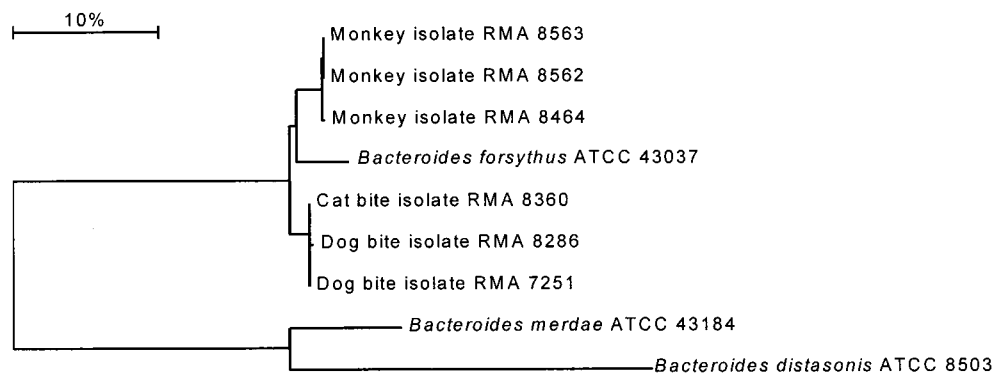 10%
Monkey isolate RMA 8563
Monkey isolate RMA 8562
Monkey isolate RMA 8464
Bacteroides forsythus ATCC 43037
Cat bite isolate RMA 8360
Dog bite isolate RMA 8286
Dog bite isolate RMA 7251
Bacteroides merdae ATCC 43184
Bacteroides distasonis ATCC 8503